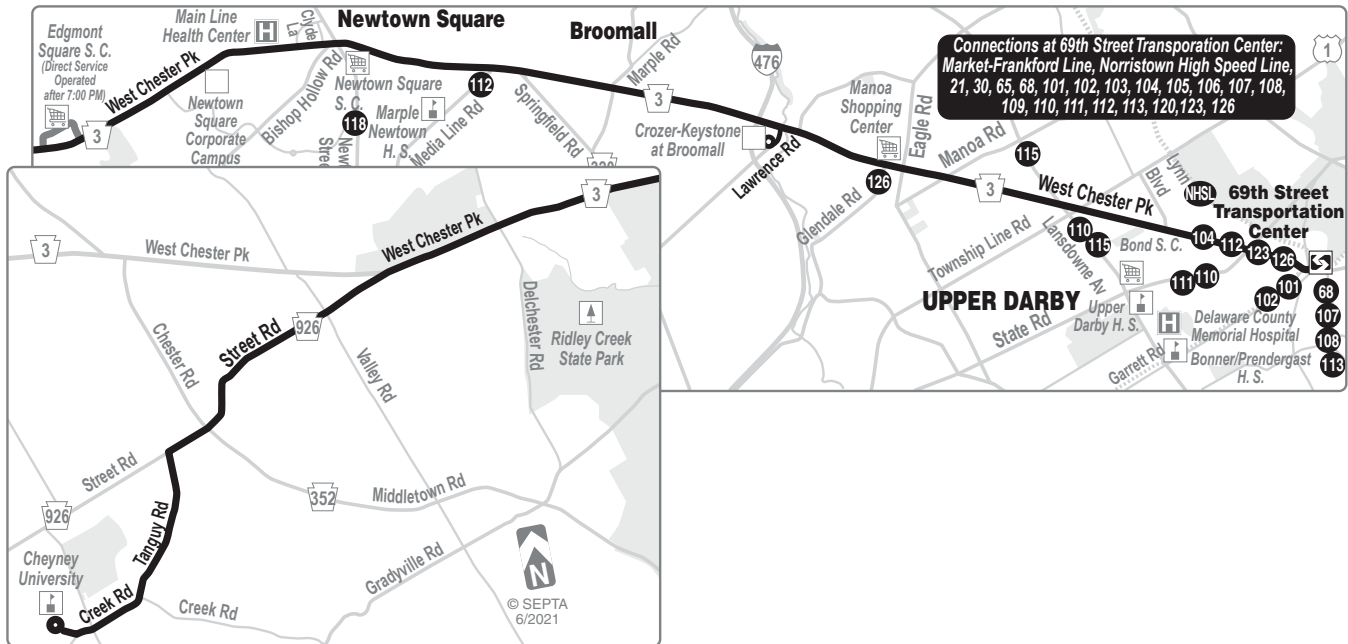 Newtown Square
Broomall
Edgmont
Square S. C.
(Direct Service
Operated
after 7:00 PM)
Main Line
Health Center
H
Clyde
La
West Chester Pk
3
Newtown
Square
Corporate
Campus
Bishop Hollow Rd
Newtown Square
S. C.
118
Marple
Newtown
H. S.
112
Media Line Rd
Springfield Rd
Marple Rd
3
476
Crozer-Keystone
at Broomall
Lawrence Rd
Manoa
Shopping
Center
Eagle Rd
126
Glendale Rd
Manoa Rd
115
3
West Chester Pk
Connections at 69th Street Transporation Center:
Market-Frankford Line, Norristown High Speed Line,
21, 30, 65, 68, 101, 102, 103, 104, 105, 106, 107, 108,
109, 110, 111, 112, 113, 120,123, 126
1
Blvd
NHSL
69th Street
Transportation
Center
Township Line Rd
Lansdowne Av
110
115
Bond S. C.
104
112
123
126
S
UPPER DARBY
State Rd
Upper
Darby H. S.
111
110
102
101
68
107
108
113
H
Delaware County
Memorial Hospital
Garrett Rd
Bonner/Prendergast
H. S.
3
West Chester Pk
West Chester Pk
3
Street Rd
926
Chester Rd
Valley Rd
Delchester Rd
Ridley Creek
State Park
Street Rd
926
352
Middletown Rd
Tanguy Rd
Gradyville Rd
Cheyney
University
Creek Rd
Creek Rd
N
© SEPTA
6/2021